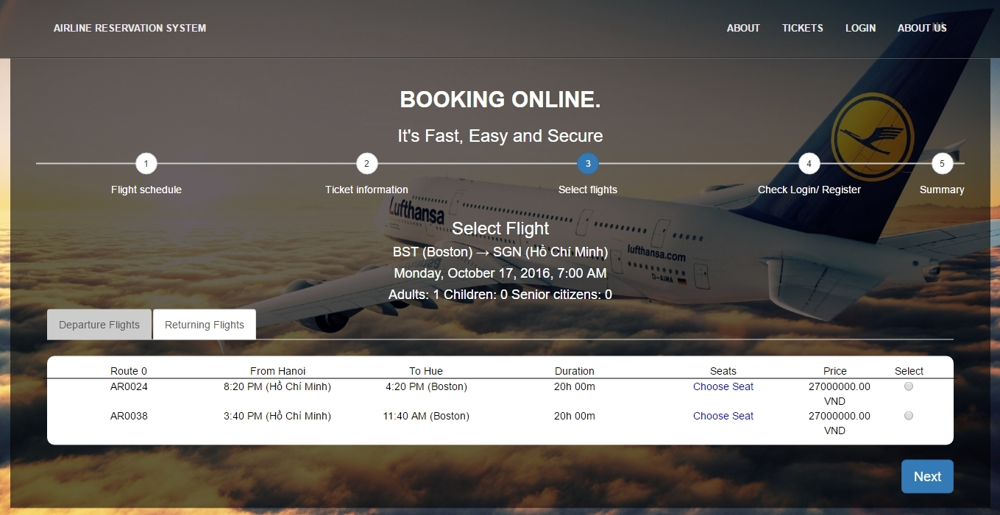 AIRLINE RESERVATION SYSTEM ABOUT TICKETS LOGIN ABOUT US
BOOKING ONLINE.
It's Fast, Easy and Secure
1 2 3 4 5
Flight schedule Ticket information Select flights Check Login/ Register Summary
Lufthansa
Select Flight
BST (Boston) → SGN (Hồ Chí Minh)
lufthansa.com
Monday, October 17, 2016, 7:00 AM
D-AIMA
Adults: 1 Children: 0 Senior citizens: 0
Departure Flights Returning Flights
Route 0 From Hanoi To Hue Duration Seats Price Select
AR0024 8:20 PM (Hồ Chí Minh) 4:20 PM (Boston) 20h 00m Choose Seat 27000000.00
VND
AR0038 3:40 PM (Hồ Chí Minh) 11:40 AM (Boston) 20h 00m Choose Seat 27000000.00
VND
Next